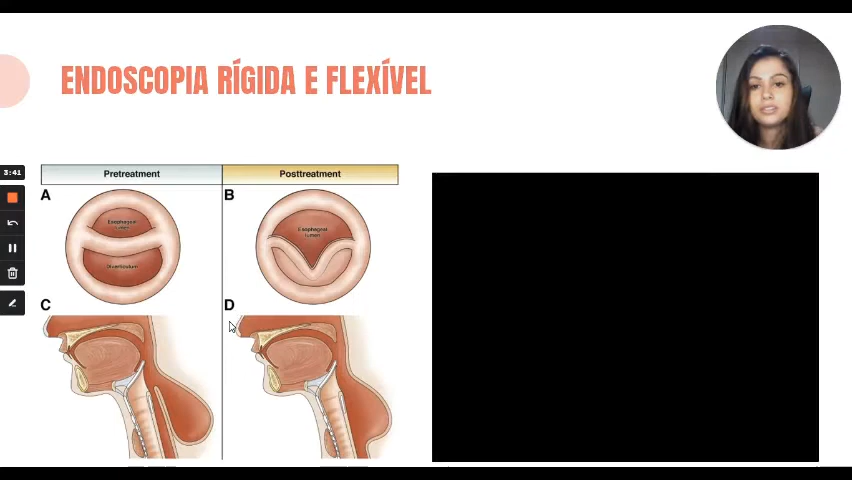 ENDOSCOPIA RÍGIDA E FLEXÍVEL
3:41
Pretreatment
Posttreatment
A
Esophageal
lumen
Diverticulum
B
Esophageal
lumen
C
D